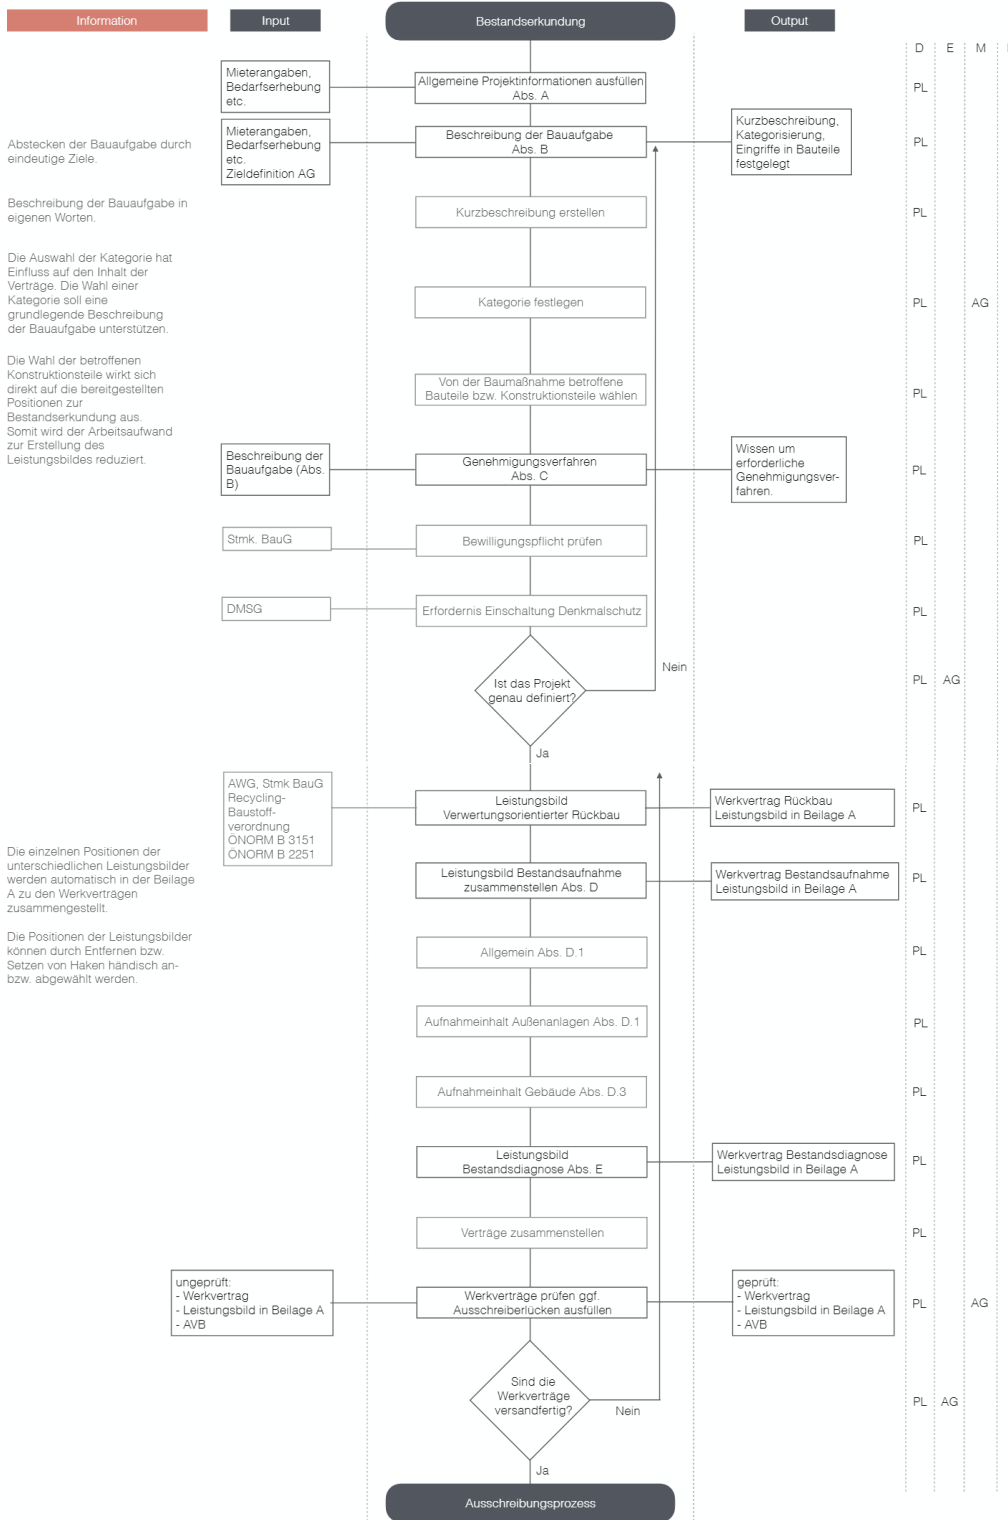 Information
Input
Bestandserkundung
Output
D E M I
Mieterangaben,
Bedarfserhebung
etc.
Allgemeine Projektinformationen ausfüllen
Abs. A
PL
Abstecken der Bauaufgabe durch
eindeutige Ziele.
Mieterangaben,
Bedarfserhebung
etc.
Zieldefinition AG
Beschreibung der Bauaufgabe
Abs. B
Kurzbeschreibung,
Kategorisierung,
Eingriffe in Bauteile
festgelegt
PL
Beschreibung der Bauaufgabe in
eigenen Worten.
Kurzbeschreibung erstellen
PL
Die Auswahl der Kategorie hat
Einfluss auf den Inhalt der
Verträge. Die Wahl einer
Kategorie soll eine
grundlegende Beschreibung
der Bauaufgabe unterstützen.
Kategorie festlegen
PL AG
Die Wahl der betroffenen
Konstruktionsteile wirkt sich
direkt auf die bereitgestellten
Positionen zur
Bestandserkundung aus.
Somit wird der Arbeitsaufwand
zur Erstellung des
Leistungsbildes reduziert.
Von der Baumaßnahme betroffene
Bauteile bzw. Konstruktionsteile wählen
PL
Beschreibung der
Bauaufgabe (Abs.
B)
Genehmigungsverfahren
Abs. C
Wissen um
erforderliche
Genehmigungsver-
fahren.
PL
Stmk. BauG
Bewilligungspflicht prüfen
PL
DMSG
Erfordernis Einschaltung Denkmalschutz
PL
Ist das Projekt
genau definiert?
Nein
PL AG
Ja
AWG, Stmk BauG
Recycling-
Baustoff-
verordnung
ÖNORM B 3151
ÖNORM B 2251
Leistungsbild
Verwertungsorientierter Rückbau
Werkvertrag Rückbau
Leistungsbild in Beilage A
PL
Die einzelnen Positionen der
unterschiedlichen Leistungsbilder
werden automatisch in der Beilage
A zu den Werkverträgen
zusammengestellt.
Leistungsbild Bestandsaufnahme
zusammenstellen Abs. D
Werkvertrag Bestandsaufnahme
Leistungsbild in Beilage A
PL
Die Positionen der Leistungsbilder
können durch Entfernen bzw.
Setzen von Haken händisch an-
bzw. abgewählt werden.
Allgemein Abs. D.1
PL
Aufnahmeinhalt Außenanlagen Abs. D.1
PL
Aufnahmeinhalt Gebäude Abs. D.3
PL
Leistungsbild
Bestandsdiagnose Abs. E
Werkvertrag Bestandsdiagnose
Leistungsbild in Beilage A
PL
Verträge zusammenstellen
PL
ungeprüft:
- Werkvertrag
- Leistungsbild in Beilage A
- AVB
Werkverträge prüfen ggf.
Ausschreiberlücken ausfüllen
geprüft:
- Werkvertrag
- Leistungsbild in Beilage A
- AVB
PL AG
Sind die
Werkverträge
versandfertig?
Nein
PL AG
Ja
Ausschreibungsprozess